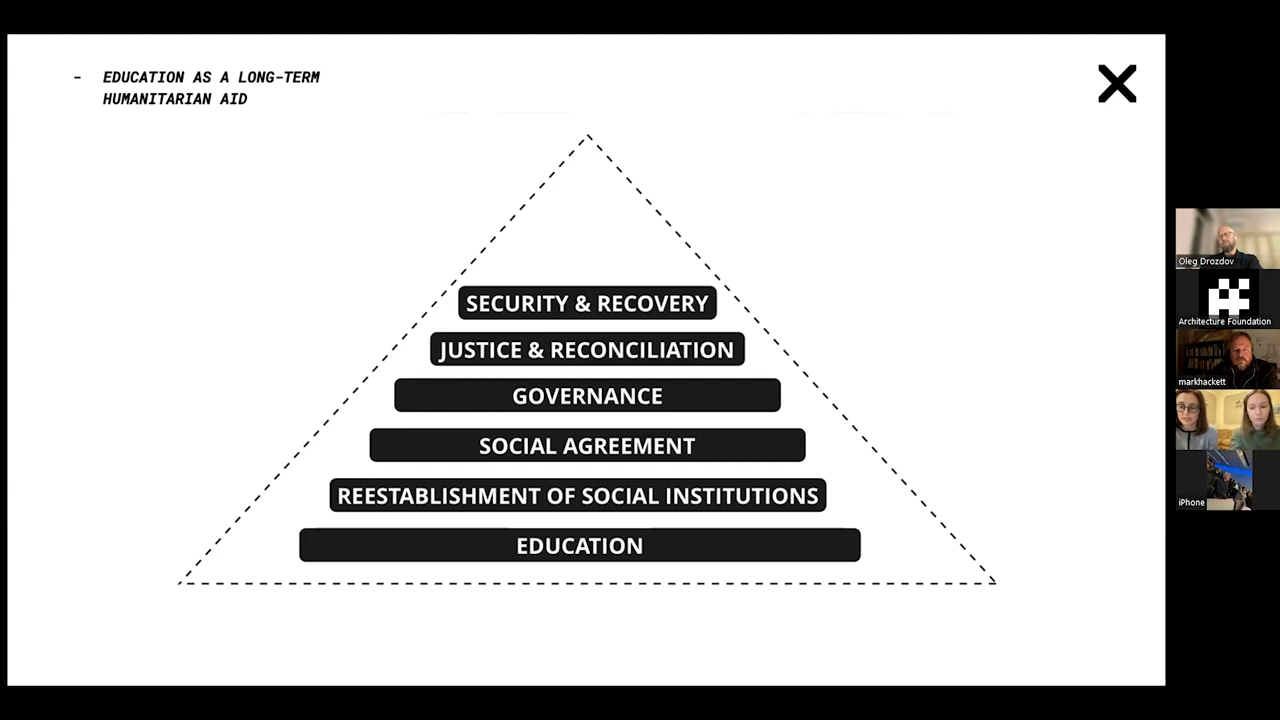 - EDUCATION AS A LONG-TERM
HUMANITARIAN AID
SECURITY & RECOVERY
JUSTICE & RECONCILIATION
GOVERNANCE
SOCIAL AGREEMENT
REESTABLISHMENT OF SOCIAL INSTITUTIONS
EDUCATION
Oleg Drozdov
Architecture Foundation
markhackett
iPhone